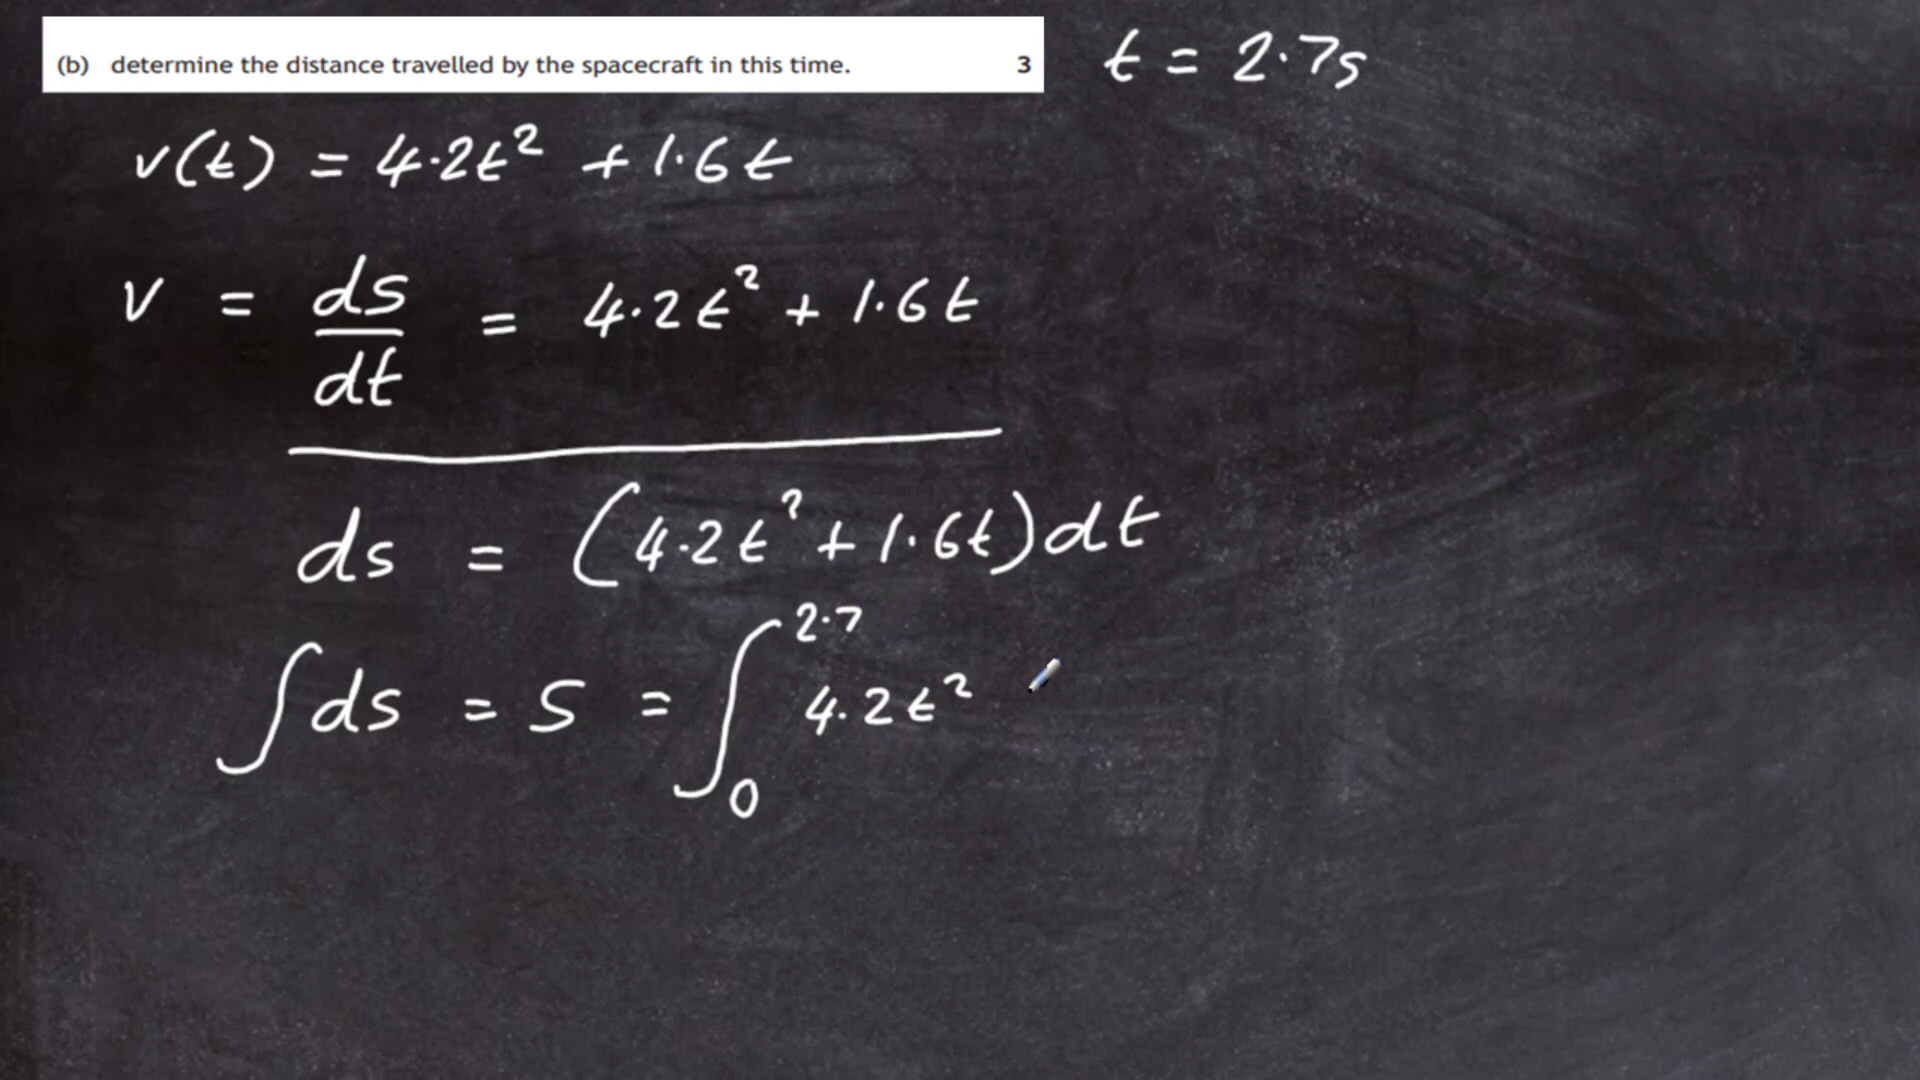 (b) determine the distance travelled by the spacecraft in this time. 3
t = 2.7s
v(t) = 4.2t² + 1.6t
v = ds/dt = 4.2t² + 1.6t
ds = (4.2t² + 1.6t)dt
∫ds = s = ∫₀^2.7 4.2t²